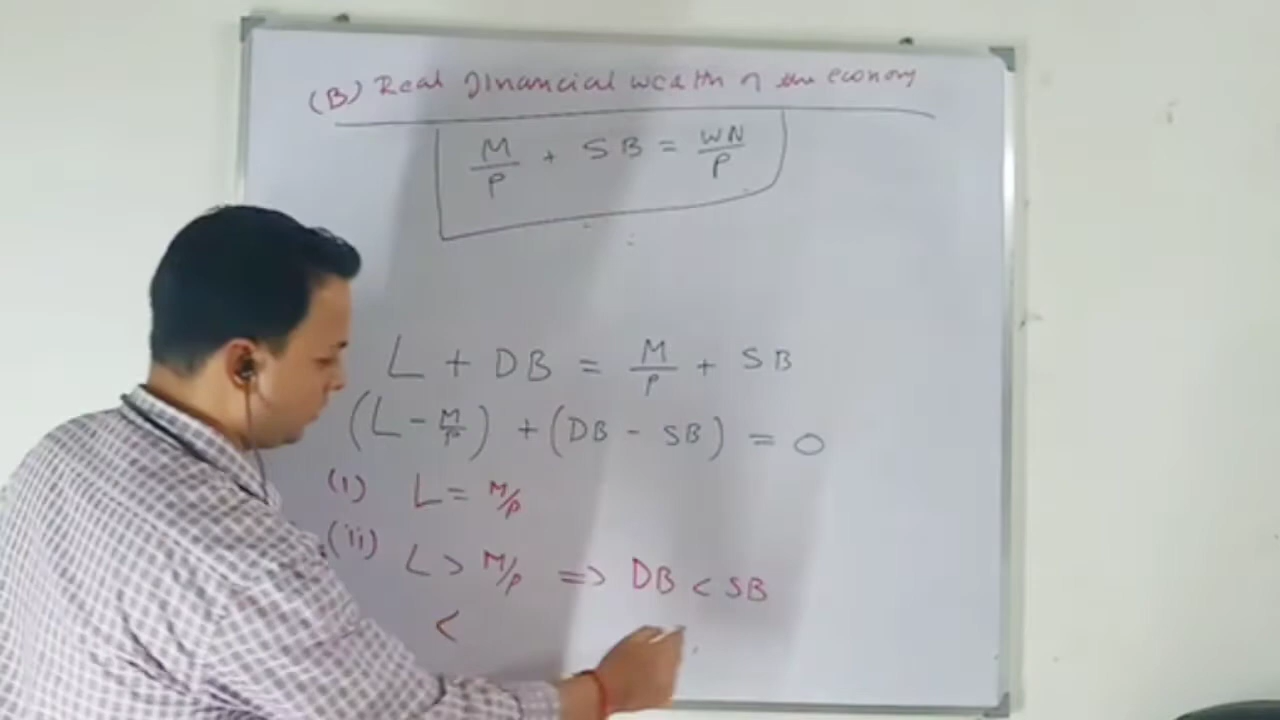 (B) Real financial wealth of the economy
M/P + SB = WN/P
L + DB = M/P + SB
(L - M/P) + (DB - SB) = 0
(i) L = M/P
(ii) L > M/P => DB < SB
<